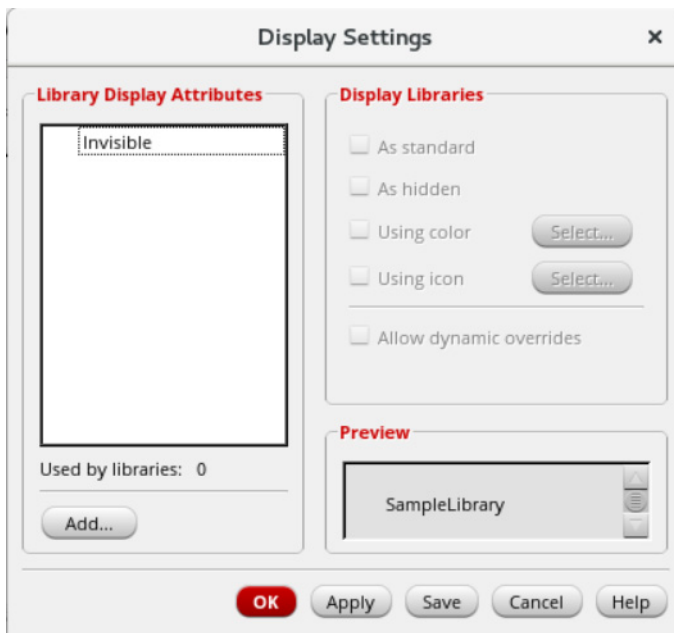 Display Settings
Library Display Attributes
Invisible
Used by libraries: 0
Add...
Display Libraries
As standard
As hidden
Using color Select...
Using icon Select...
Allow dynamic overrides
Preview
SampleLibrary
OK Apply Save Cancel Help